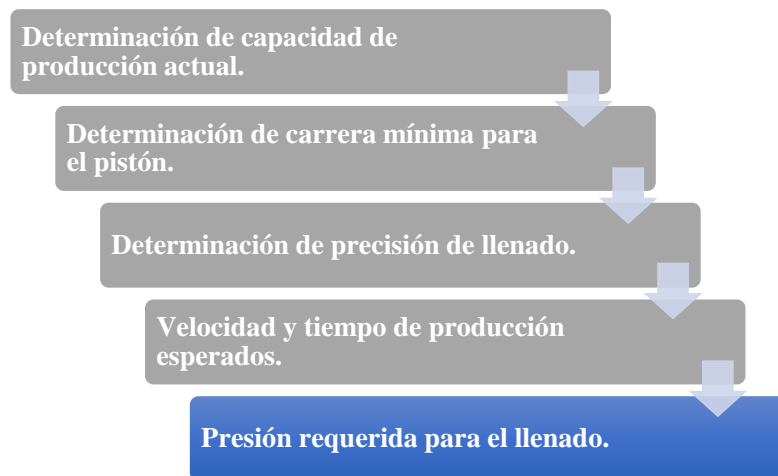 Determinación de capacidad de
producción actual.
Determinación de carrera mínima para
el pistón.
Determinación de precisión de llenado.
Velocidad y tiempo de producción
esperados.
Presión requerida para el llenado.